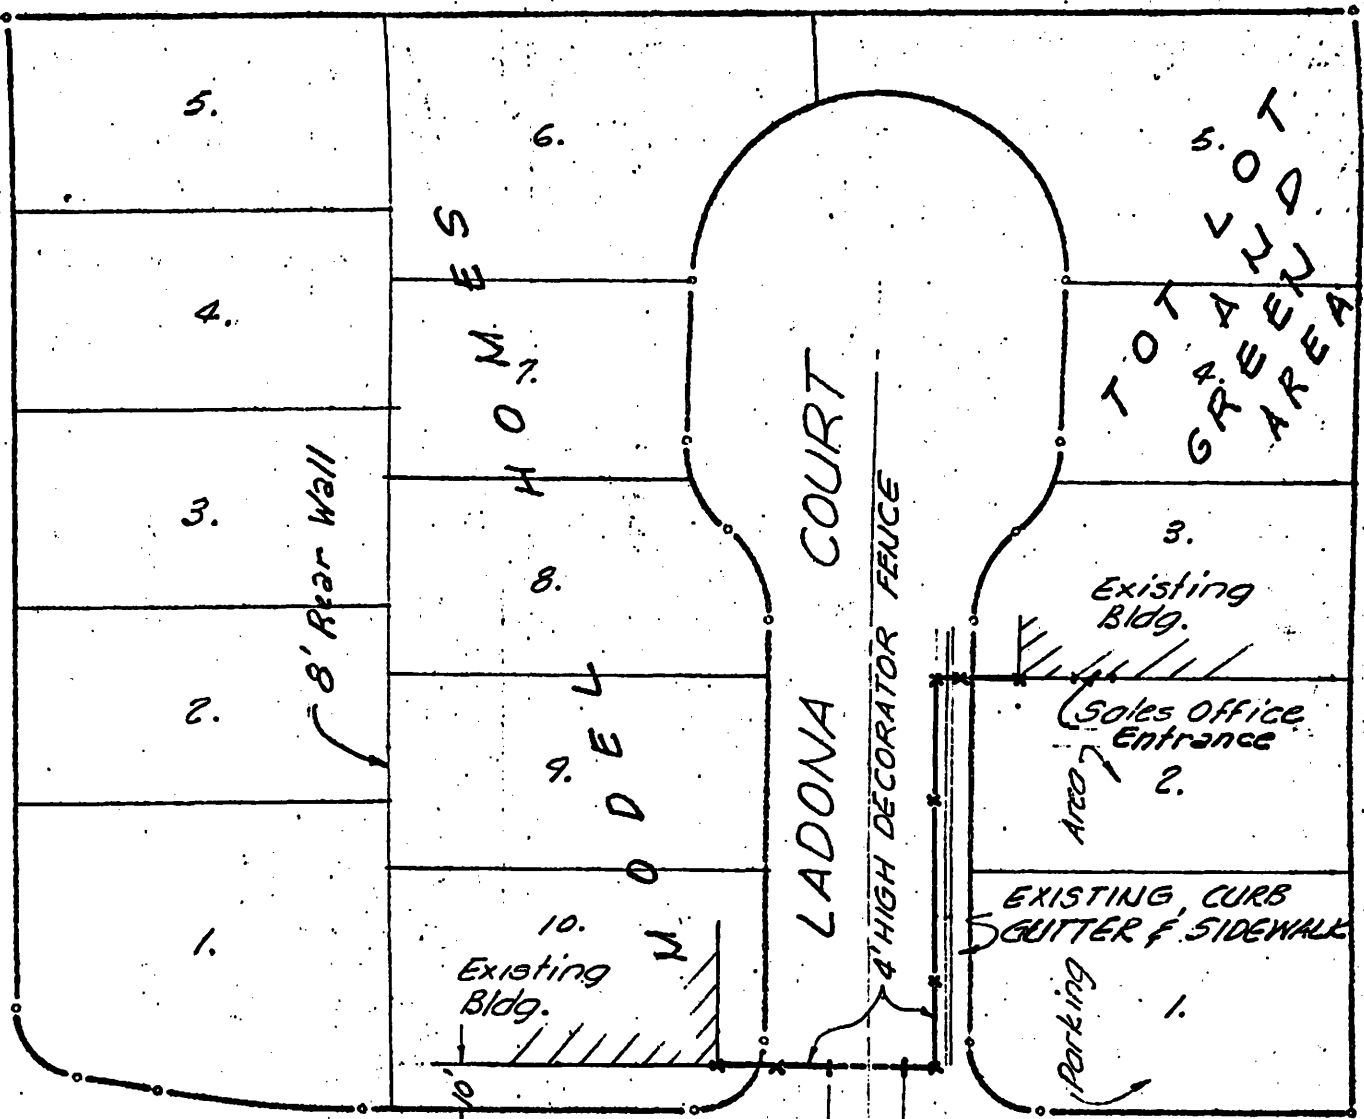 5.
4.
3.
2.
1.
8' Rear Wall
6.
7.
8.
9.
10.
Existing
Bldg.
10'
MODEL HOMES
LADONA COURT
4' HIGH DECORATOR FENCE
5.
4.
TOT LOT
AND
GREEN
AREA
3.
Existing
Bldg.
Sales Office
Entrance
2.
EXISTING CURB
GUTTER & SIDEWALK
1.
Parking Area